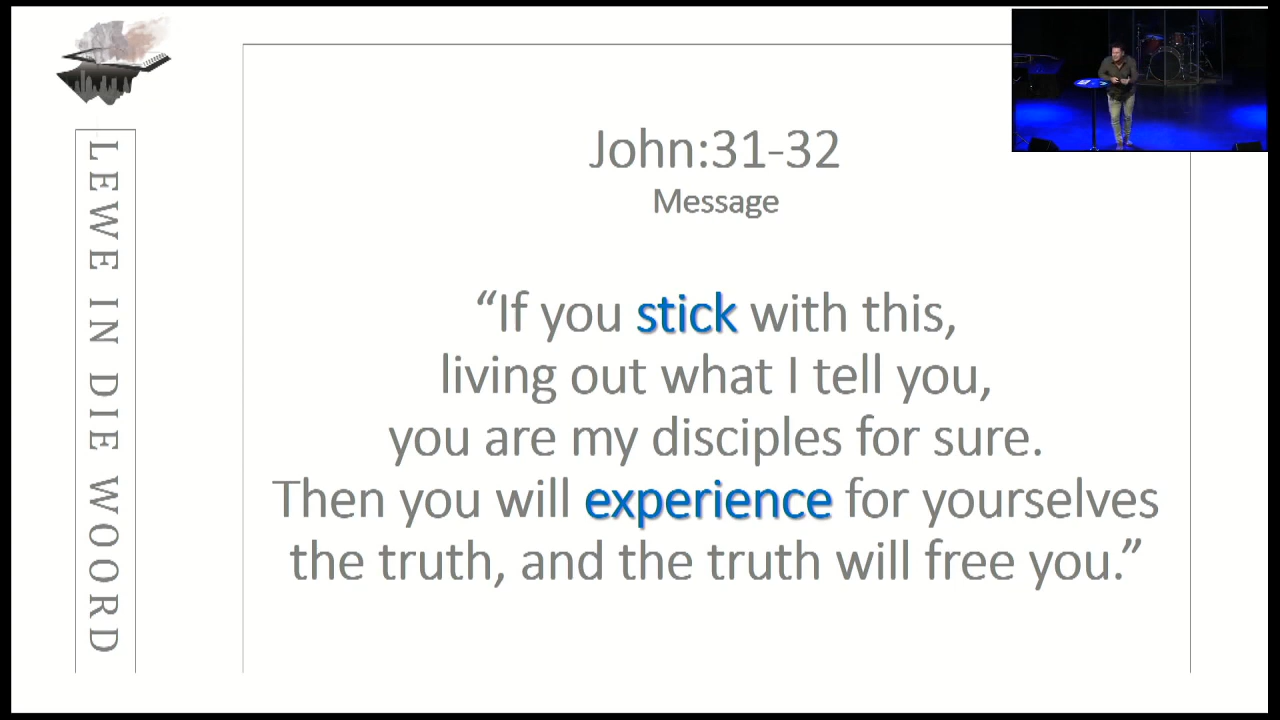 LEWE IN DIE WOORD
John:31-32
Message
“If you stick with this,
living out what I tell you,
you are my disciples for sure.
Then you will experience for yourselves
the truth, and the truth will free you.”